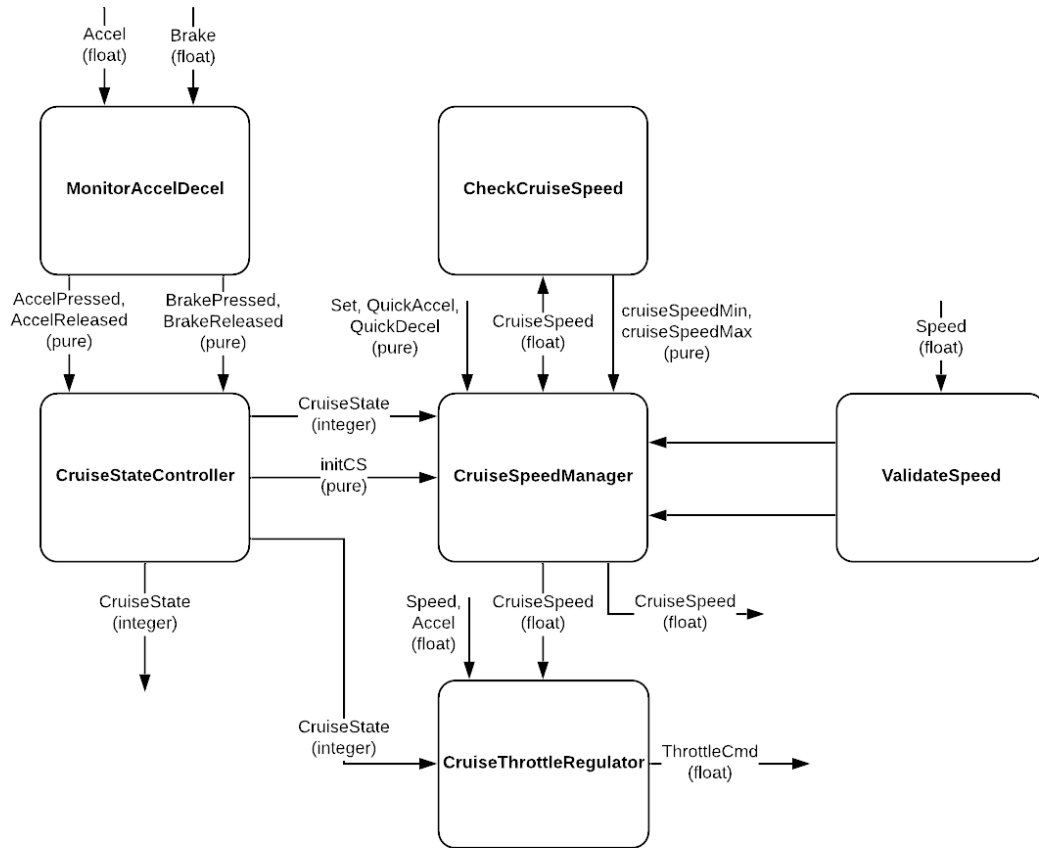 Accel
(float)
Brake
(float)
MonitorAccelDecel
CheckCruiseSpeed
AccelPressed,
AccelReleased
(pure)
BrakePressed,
BrakeReleased
(pure)
Set, QuickAccel,
QuickDecel
(pure)
CruiseSpeed
(float)
cruiseSpeedMin,
cruiseSpeedMax
(pure)
Speed
(float)
CruiseState
(integer)
initCS
(pure)
CruiseStateController
CruiseSpeedManager
ValidateSpeed
CruiseState
(integer)
Speed,
Accel
(float)
CruiseSpeed
(float)
CruiseSpeed
(float)
CruiseState
(integer)
CruiseThrottleRegulator
ThrottleCmd
(float)